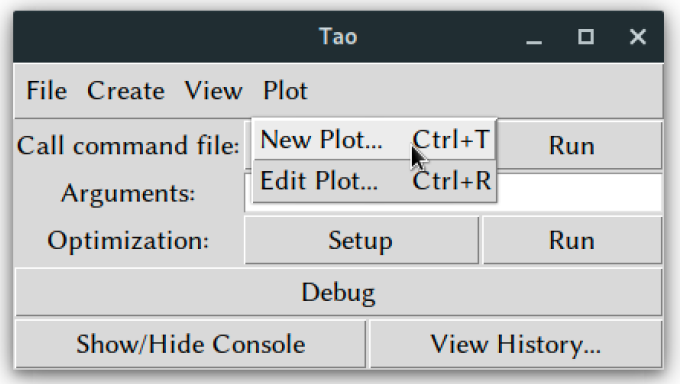 Tao
File Create View Plot
Call command file: New Plot... Ctrl+T Run
Arguments: Edit Plot... Ctrl+R
Optimization: Setup Run
Debug
Show/Hide Console View History...